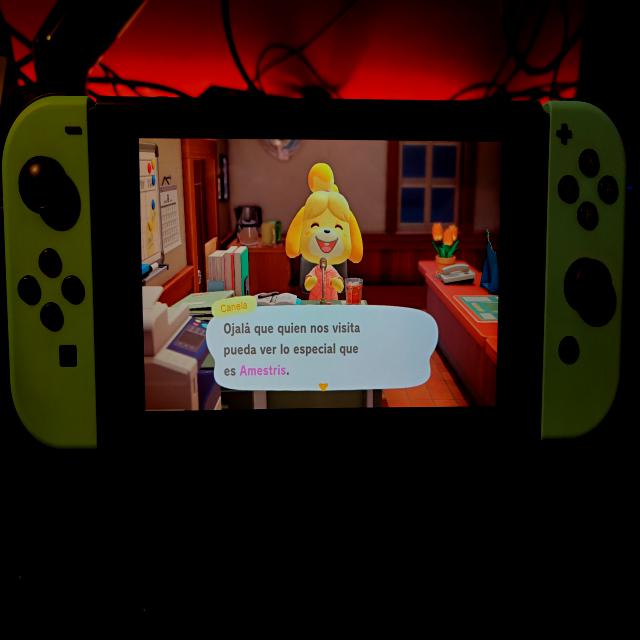 Canela
Ojalá que quien nos visita
pueda ver lo especial que
es Amestris.